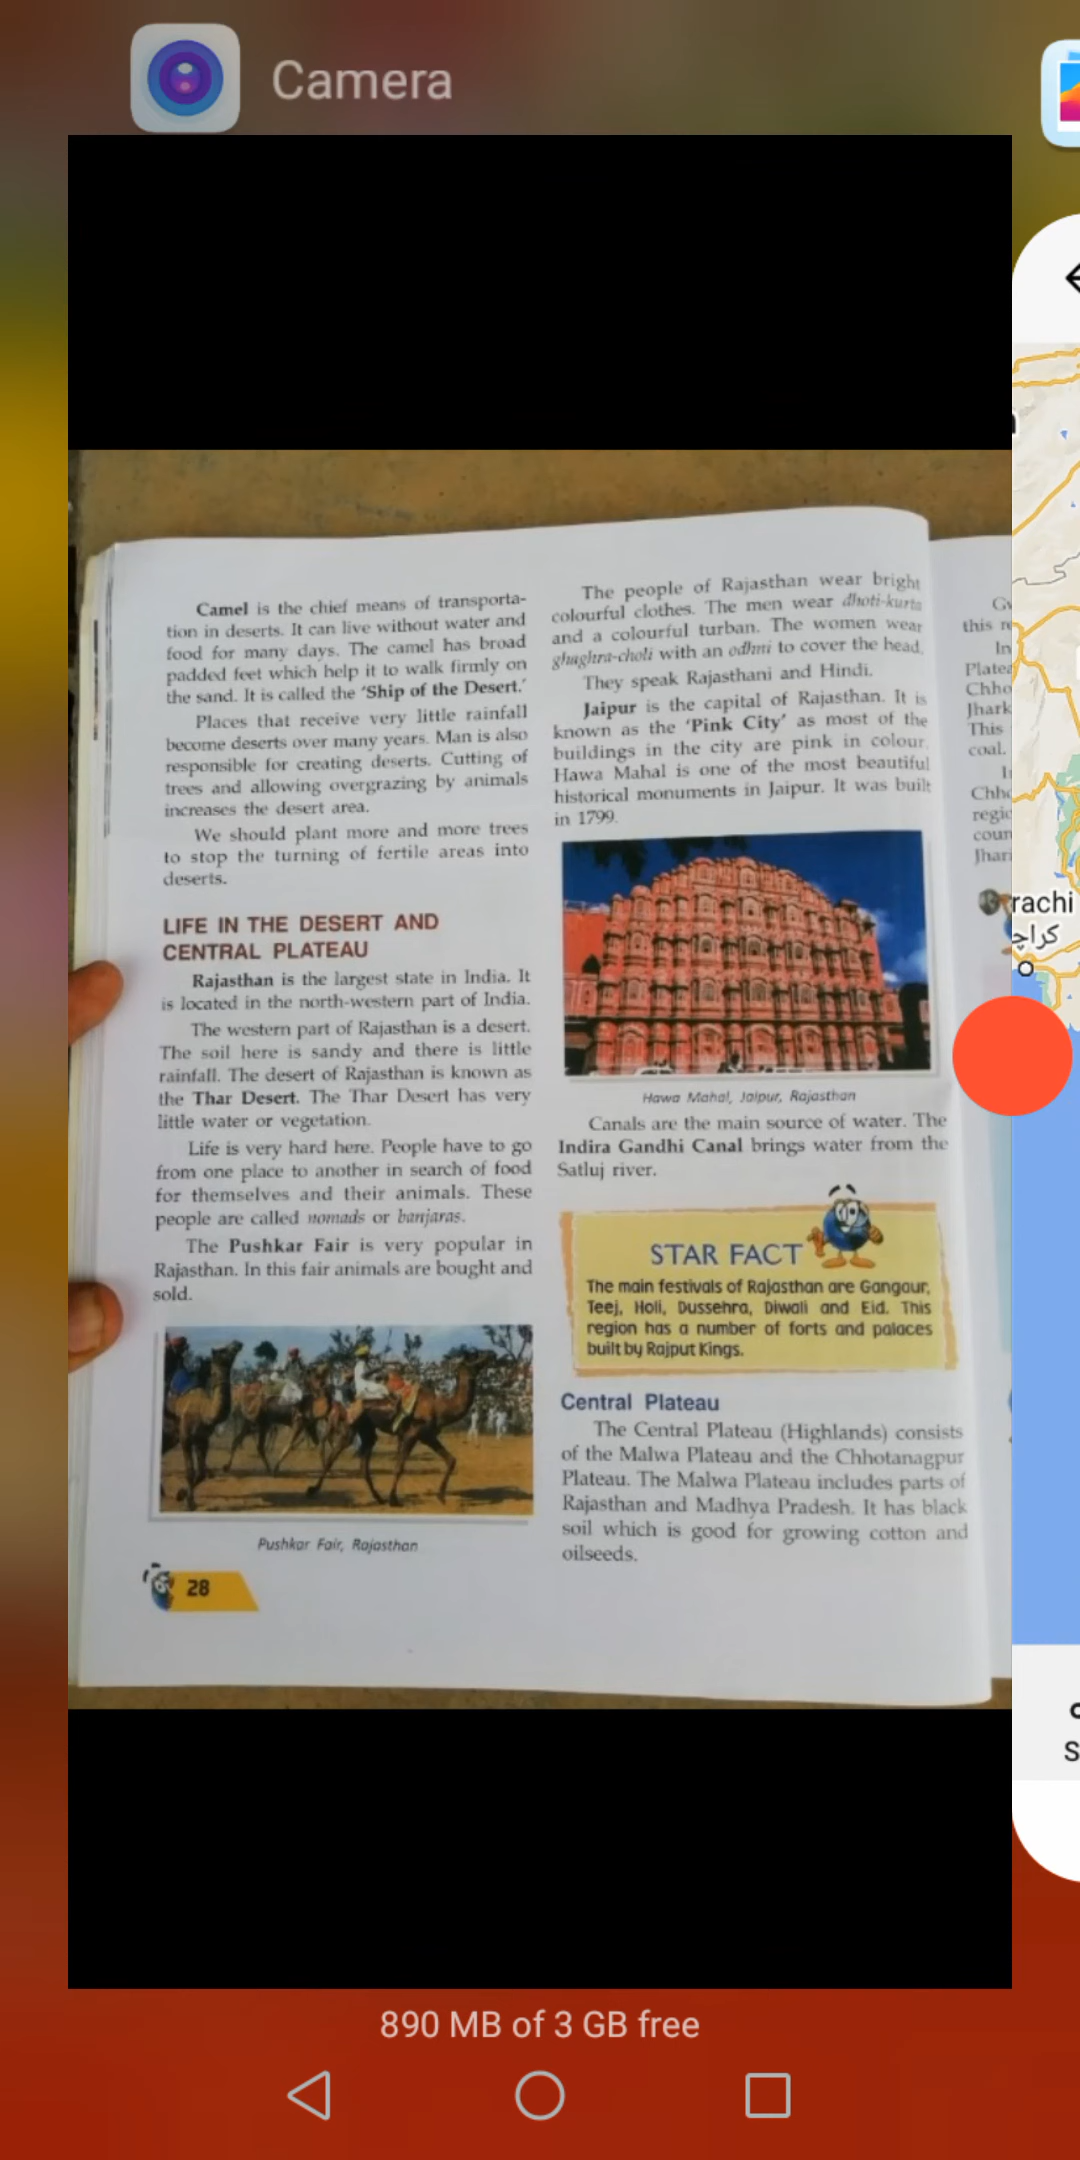 Camera
Camel is the chief means of transporta-
tion in deserts. It can live without water and
food for many days. The camel has broad
padded feet which help it to walk firmly on
the sand. It is called the 'Ship of the Desert.'
Places that receive very little rainfall
become deserts over many years. Man is also
responsible for creating deserts. Cutting of
trees and allowing overgrazing by animals
increases the desert area.
We should plant more and more trees
to stop the turning of fertile areas into
deserts.
LIFE IN THE DESERT AND
CENTRAL PLATEAU
Rajasthan is the largest state in India. It
is located in the north-western part of India.
The western part of Rajasthan is a desert.
The soil here is sandy and there is little
rainfall. The desert of Rajasthan is known as
the Thar Desert. The Thar Desert has very
little water or vegetation.
Life is very hard here. People have to go
from one place to another in search of food
for themselves and their animals. These
people are called nomads or banjaras.
The Pushkar Fair is very popular in
Rajasthan. In this fair animals are bought and
sold.
Pushkar Fair, Rajasthan
28
The people of Rajasthan wear bright
colourful clothes. The men wear dhoti-kurta
and a colourful turban. The women wear
ghaghra-choli with an odhni to cover the head.
They speak Rajasthani and Hindi.
Jaipur is the capital of Rajasthan. It is
known as the 'Pink City' as most of the
buildings in the city are pink in colour.
Hawa Mahal is one of the most beautiful
historical monuments in Jaipur. It was built
in 1799.
Hawa Mahal, Jaipur, Rajasthan
Canals are the main source of water. The
Indira Gandhi Canal brings water from the
Satluj river.
STAR FACT
The main festivals of Rajasthan are Gangaur,
Teej, Holi, Dussehra, Diwali and Eid. This
region has a number of forts and palaces
built by Rajput Kings.
Central Plateau
The Central Plateau (Highlands) consists
of the Malwa Plateau and the Chhotanagpur
Plateau. The Malwa Plateau includes parts of
Rajasthan and Madhya Pradesh. It has black
soil which is good for growing cotton and
oilseeds.
this
In
Plate
Chho
Jhark
This
coal.
Chh
regi
coun
Jhar
rachi
890 MB of 3 GB free